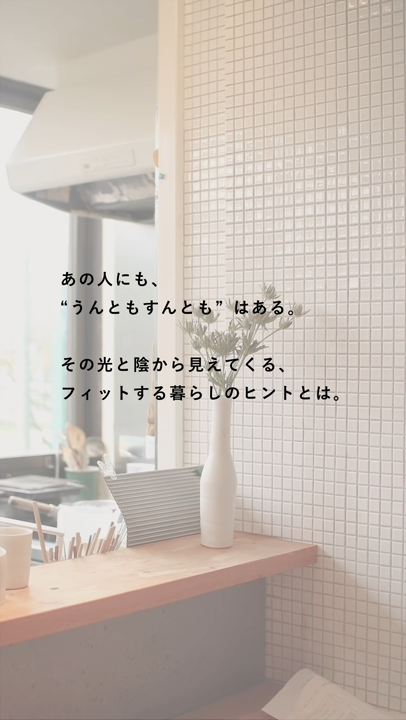 あの人にも、
“うんともすんとも” はある。
その光と陰から見えてくる、
フィットする暮らしのヒントとは。